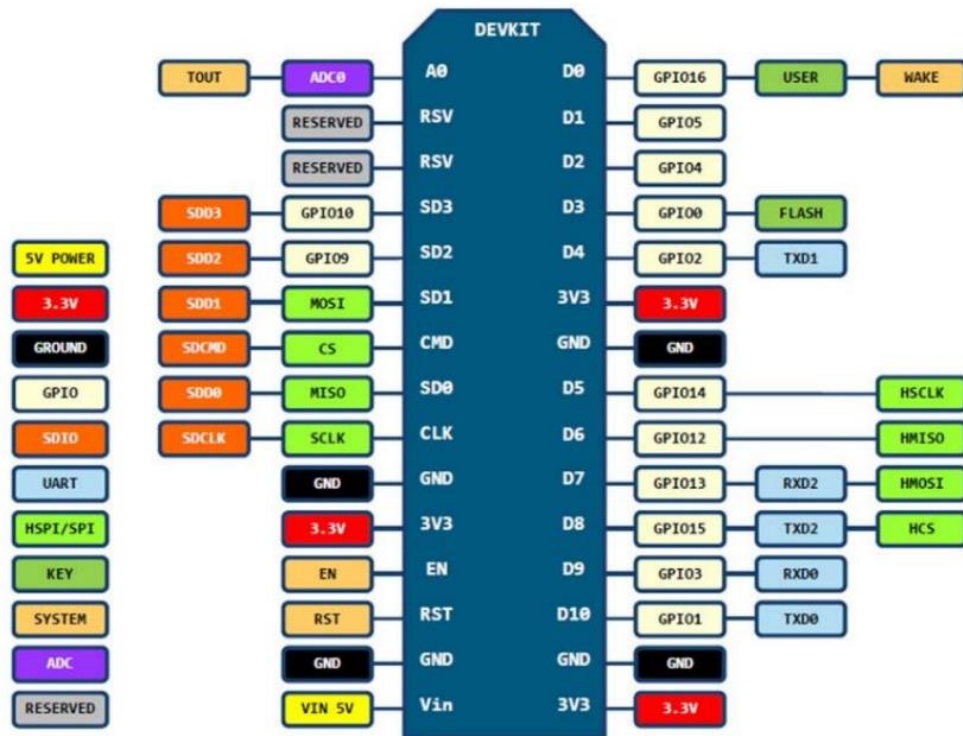 DEVKIT
TOUT ADC0 A0 D0 GPIO16 USER WAKE
RESERVED RSV D1 GPIO5
RESERVED RSV D2 GPIO4
SDD3 GPIO10 SD3 D3 GPIO0 FLASH
5V POWER SDD2 GPIO9 SD2 D4 GPIO2 TXD1
3.3V SDD1 MOSI SD1 3V3 3.3V
GROUND SDCMD CS CMD GND GND
GPIO SDD0 MISO SD0 D5 GPIO14 HSCLK
SDIO SDCLK SCLK CLK D6 GPIO12 HMISO
UART GND GND D7 GPIO13 RXD2 HMOSI
HSPI/SPI 3.3V 3V3 D8 GPIO15 TXD2 HCS
KEY EN EN D9 GPIO3 RXD0
SYSTEM RST RST D10 GPIO1 TXD0
ADC GND GND GND GND
RESERVED VIN 5V Vin 3V3 3.3V